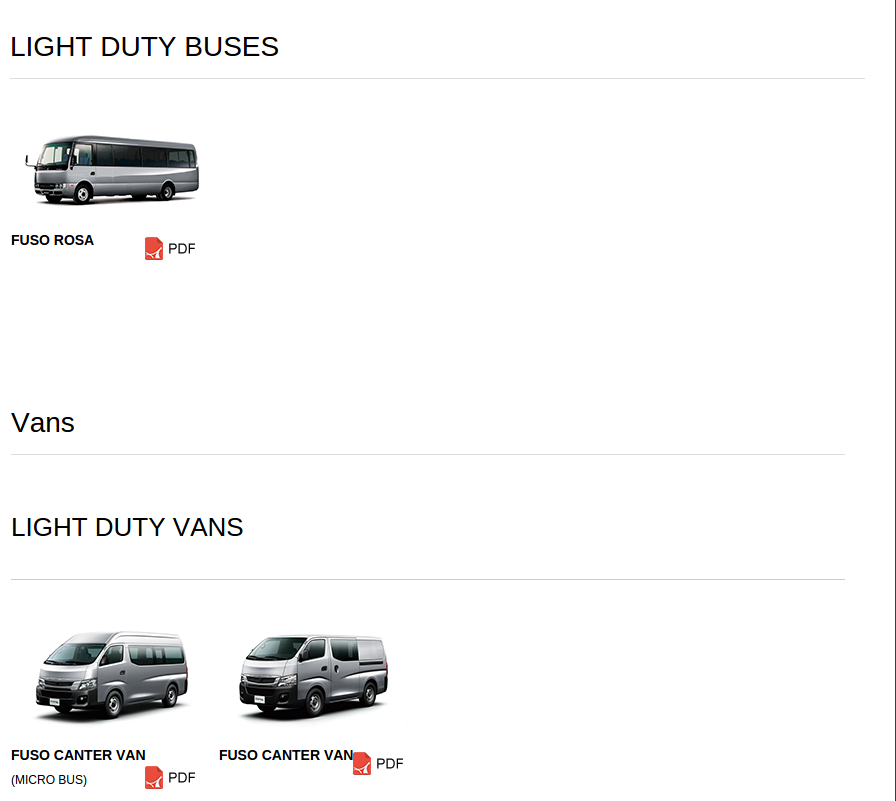 LIGHT DUTY BUSES
FUSO ROSA
PDF
Vans
LIGHT DUTY VANS
FUSO CANTER VAN
(MICRO BUS)
PDF
FUSO CANTER VAN
PDF